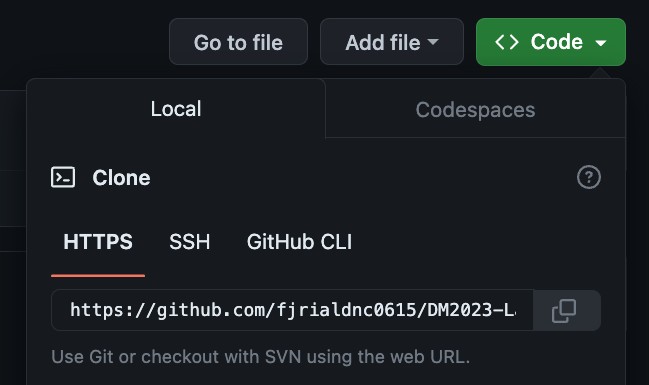 Go to file Add file <> Code
Local Codespaces
Clone
HTTPS SSH GitHub CLI
https://github.com/fjrialdnc0615/DM2023-L
Use Git or checkout with SVN using the web URL.